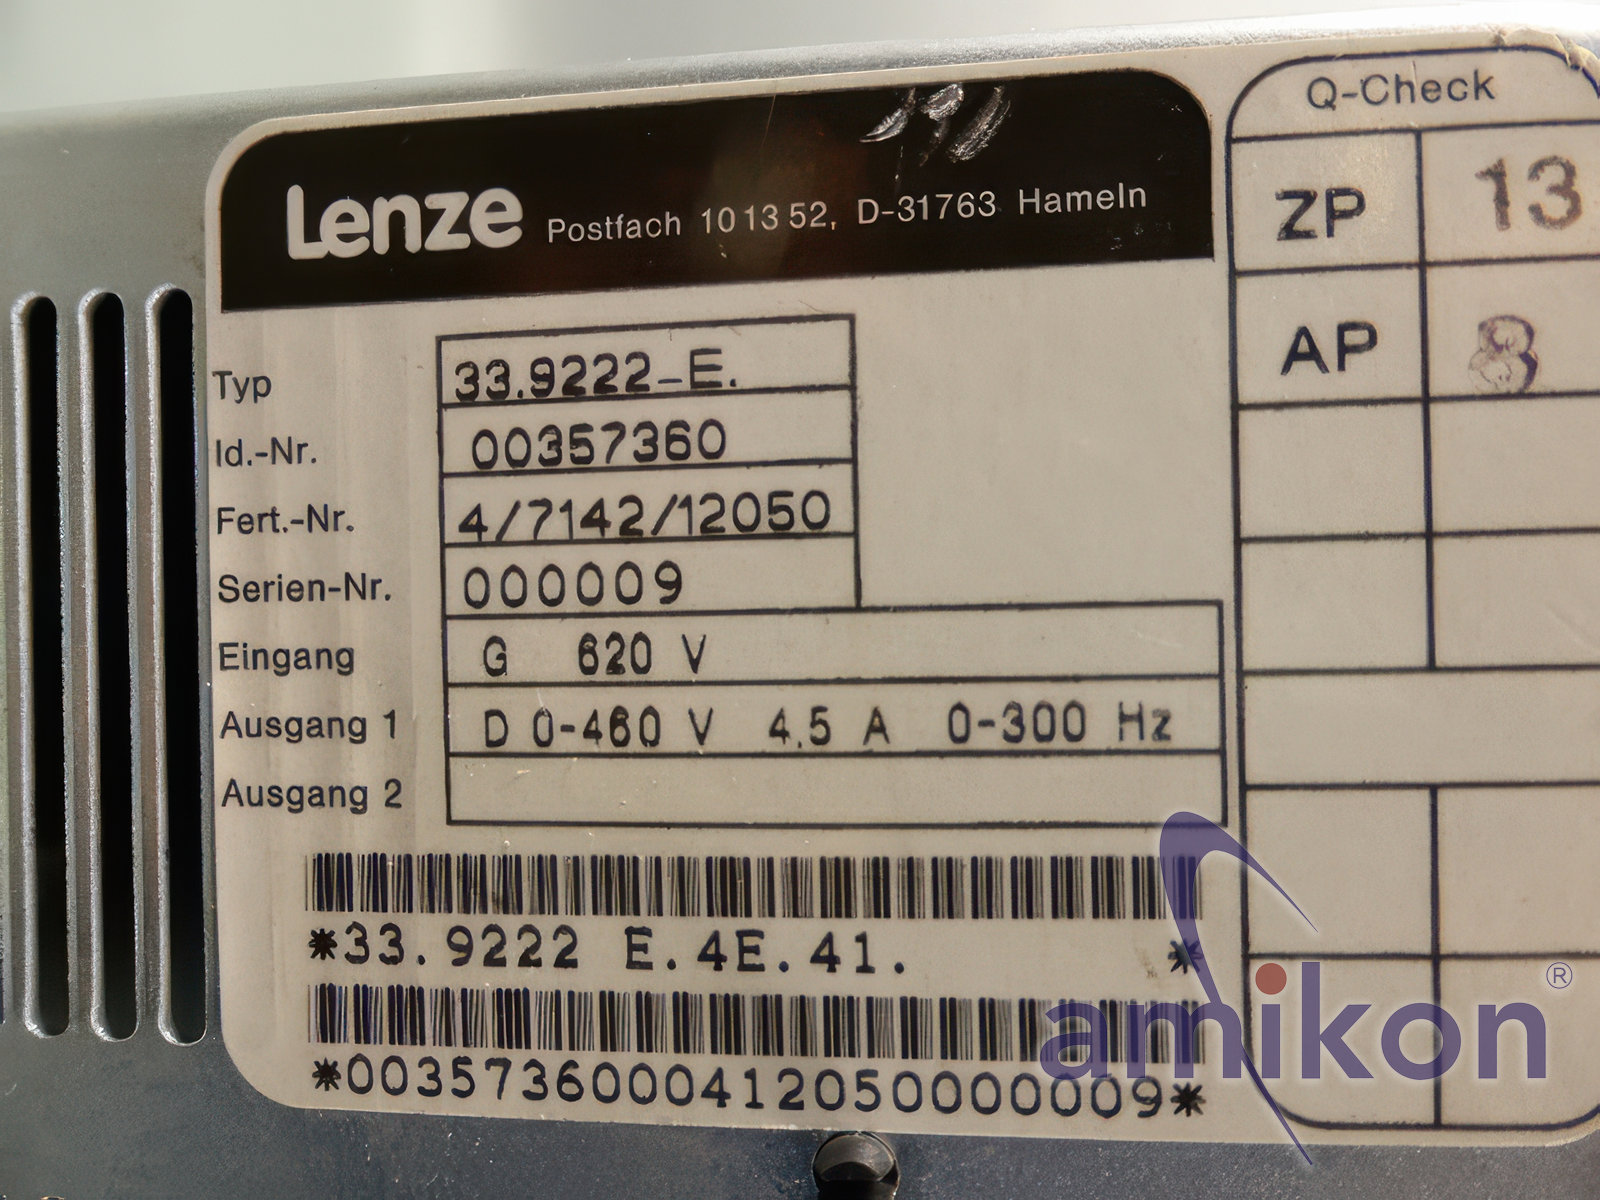 Lenze Postfach 10 13 52, D-31763 Hameln
Typ 33.9222-E.
Id.-Nr. 00357360
Fert.-Nr. 4/7142/12050
Serien-Nr. 000009
Eingang G 620 V
Ausgang 1 D 0-460 V 4.5 A 0-300 Hz
Ausgang 2
*33.9222 E.4E.41. *
*003573600041205000000009*
Q-Check
ZP 13
AP 8
amikon®